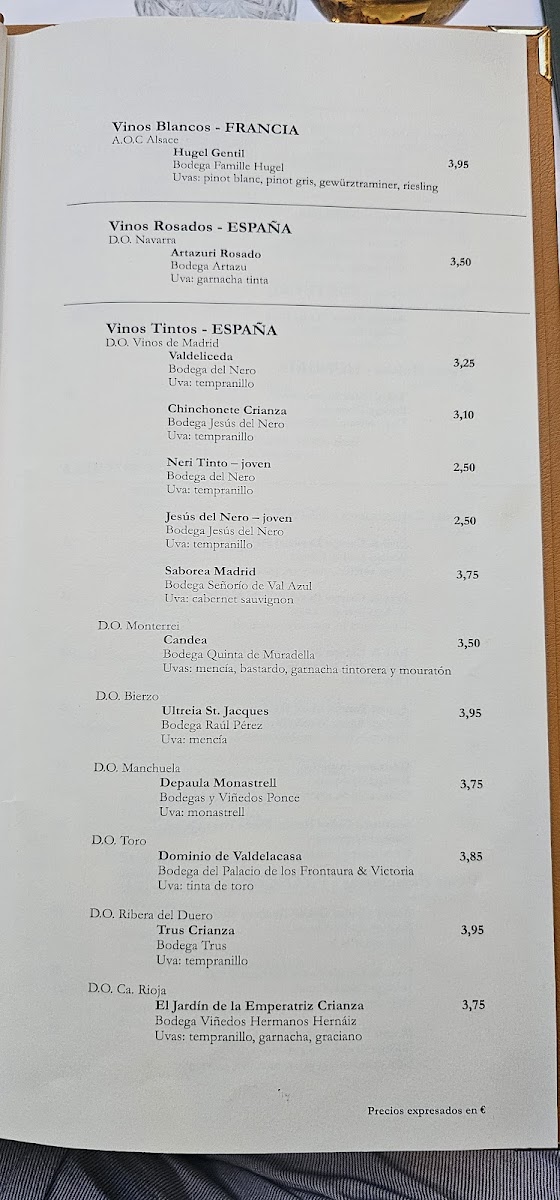 Vinos Blancos - FRANCIA
A.O.C Alsace
Hugel Gentil
Bodega Famille Hugel 3,95
Uvas: pinot blanc, pinot gris, gewürztraminer, riesling
Vinos Rosados - ESPAÑA
D.O. Navarra
Artazuri Rosado
Bodega Artazu 3,50
Uva: garnacha tinta
Vinos Tintos - ESPAÑA
D.O. Vinos de Madrid
Valdeliceda 3,25
Bodega del Nero
Uva: tempranillo
Chinchonete Crianza 3,10
Bodega Jesús del Nero
Uva: tempranillo
Neri Tinto – joven 2,50
Bodega del Nero
Uva: tempranillo
Jesús del Nero – joven 2,50
Bodega Jesús del Nero
Uva: tempranillo
Saborea Madrid 3,75
Bodega Señorío de Val Azul
Uva: cabernet sauvignon
D.O. Monterrei
Candea 3,50
Bodega Quinta de Muradella
Uvas: mencía, bastardo, garnacha tintorera y mouratón
D.O. Bierzo
Ultreia St. Jacques 3,95
Bodega Raúl Pérez
Uva: mencía
D.O. Manchuela
Depaula Monastrell 3,75
Bodegas y Viñedos Ponce
Uva: monastrell
D.O. Toro
Dominio de Valdelacasa 3,85
Bodega del Palacio de los Frontaura & Victoria
Uva: tinta de toro
D.O. Ribera del Duero
Trus Crianza 3,95
Bodega Trus
Uva: tempranillo
D.O. Ca. Rioja
El Jardín de la Emperatriz Crianza 3,75
Bodega Viñedos Hermanos Hernáiz
Uvas: tempranillo, garnacha, graciano
Precios expresados en €